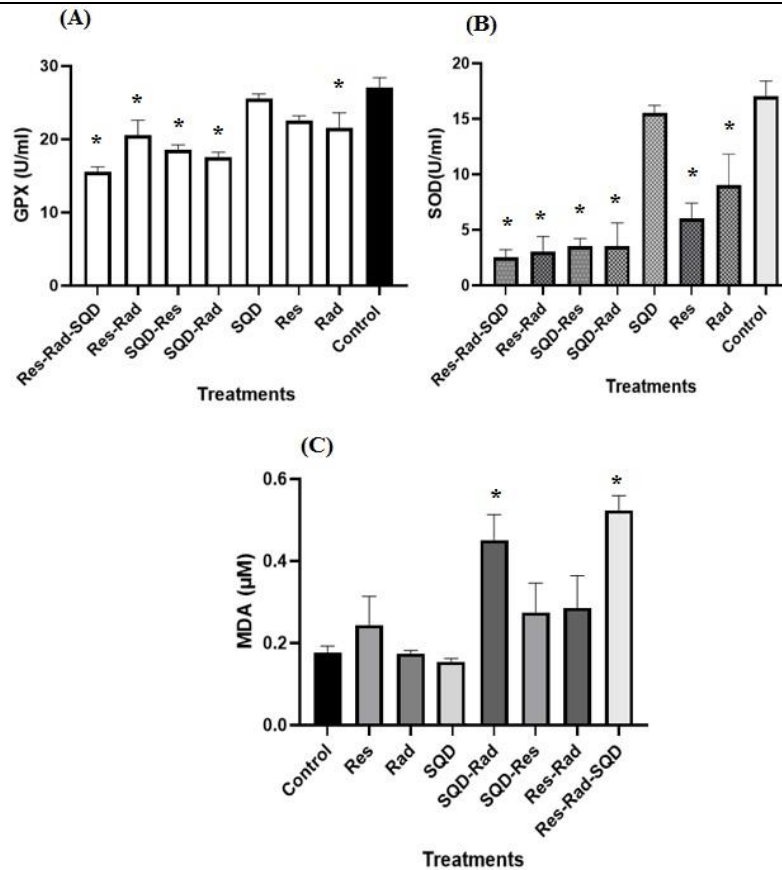 (A)
GPX (U/ml)
30
20
10
0
* * * * *
Res-Rad-SQD
Res-Rad
SQD-Res
SQD-Rad
SQD
Res
Rad
Control
Treatments
(B)
SOD(U/ml)
20
15
10
5
0
* * * * * *
Res-Rad-SQD
Res-Rad
SQD-Res
SQD-Rad
SQD
Res
Rad
Control
Treatments
(C)
MDA (µM)
0.6
0.4
0.2
0.0
* *
Control
Res
Rad
SQD
SQD-Rad
SQD-Res
Res-Rad
Res-Rad-SQD
Treatments